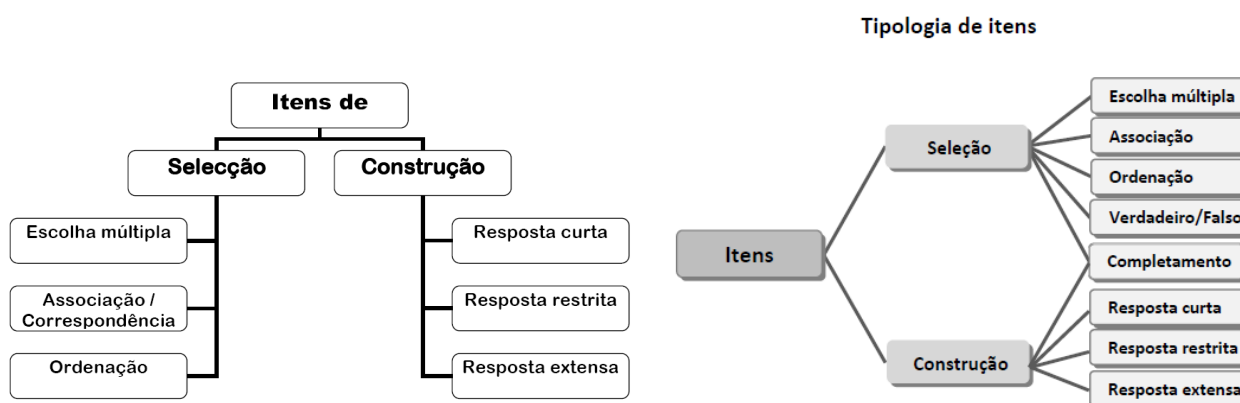 Itens de
Selecção
Construção
Escolha múltipla
Associação /
Correspondência
Ordenação
Resposta curta
Resposta restrita
Resposta extensa
Tipologia de itens
Itens
Seleção
Construção
Escolha múltipla
Associação
Ordenação
Verdadeiro/Falso
Completamento
Resposta curta
Resposta restrita
Resposta extensa